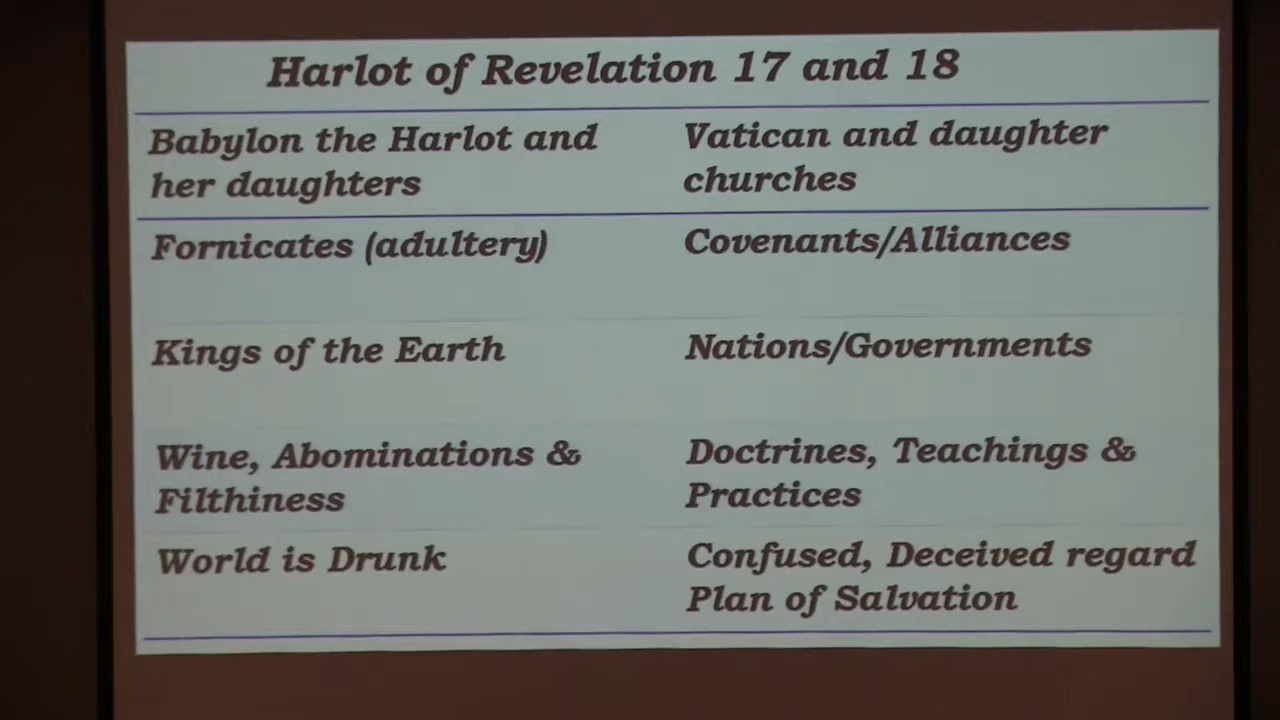 Harlot of Revelation 17 and 18
Babylon the Harlot and
her daughters
Vatican and daughter
churches
Fornicates (adultery)
Covenants/Alliances
Kings of the Earth
Nations/Governments
Wine, Abominations &
Filthiness
Doctrines, Teachings &
Practices
World is Drunk
Confused, Deceived regard
Plan of Salvation